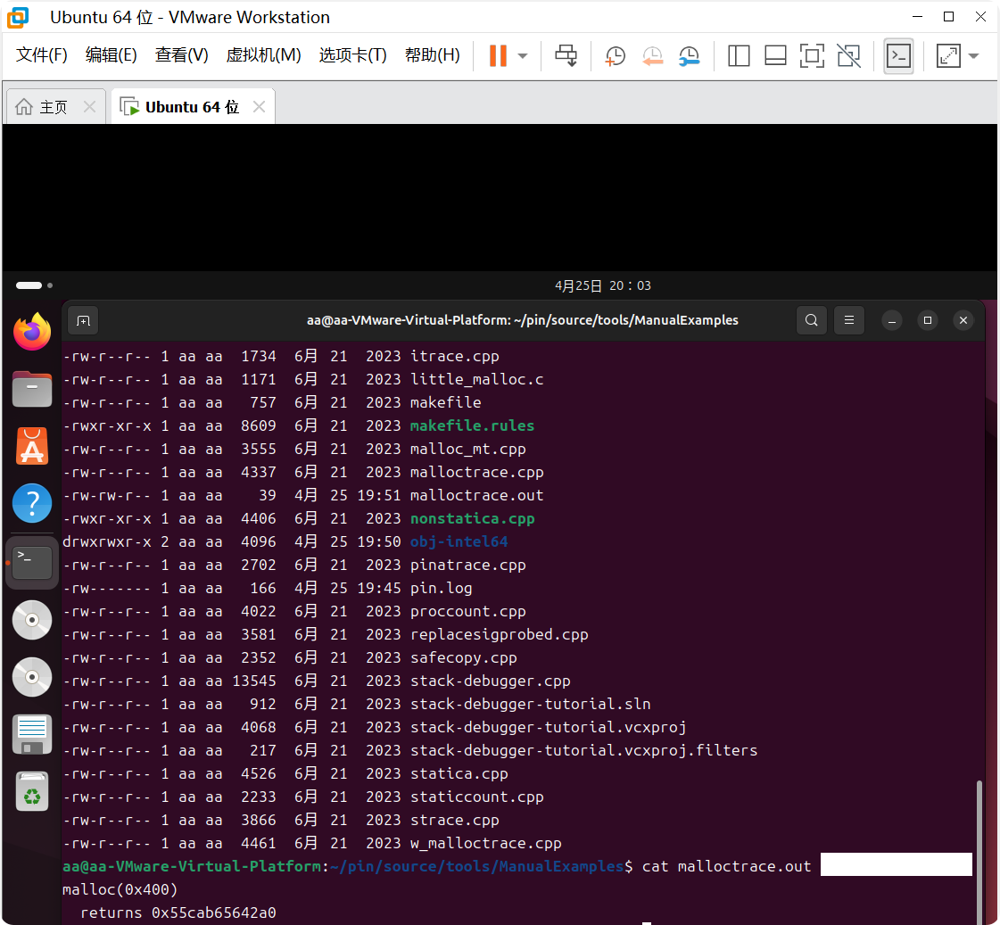 Ubuntu 64 位 - VMware Workstation
文件(F) 编辑(E) 查看(V) 虚拟机(M) 选项卡(T) 帮助(H)
主页 Ubuntu 64 位
4月25日 20：03
aa@aa-VMware-Virtual-Platform: ~/pin/source/tools/ManualExamples
-rw-r--r-- 1 aa aa  1734  6月 21  2023 itrace.cpp
-rw-r--r-- 1 aa aa  1171  6月 21  2023 little_malloc.c
-rw-r--r-- 1 aa aa   757  6月 21  2023 makefile
-rwxr-xr-x 1 aa aa  8609  6月 21  2023 makefile.rules
-rw-r--r-- 1 aa aa  3555  6月 21  2023 malloc_mt.cpp
-rw-r--r-- 1 aa aa  4337  6月 21  2023 malloctrace.cpp
-rw-rw-r-- 1 aa aa    39  4月 25 19:51 malloctrace.out
-rwxr-xr-x 1 aa aa  4406  6月 21  2023 nonstatica.cpp
drwxrwxr-x 2 aa aa  4096  4月 25 19:50 obj-intel64
-rw-r--r-- 1 aa aa  2702  6月 21  2023 pinatrace.cpp
-rw------- 1 aa aa   166  4月 25 19:45 pin.log
-rw-r--r-- 1 aa aa  4022  6月 21  2023 proccount.cpp
-rw-r--r-- 1 aa aa  3581  6月 21  2023 replacesigprobed.cpp
-rw-r--r-- 1 aa aa  2352  6月 21  2023 safecopy.cpp
-rw-r--r-- 1 aa aa 13545  6月 21  2023 stack-debugger.cpp
-rw-r--r-- 1 aa aa   912  6月 21  2023 stack-debugger-tutorial.sln
-rw-r--r-- 1 aa aa  4068  6月 21  2023 stack-debugger-tutorial.vcxproj
-rw-r--r-- 1 aa aa   217  6月 21  2023 stack-debugger-tutorial.vcxproj.filters
-rw-r--r-- 1 aa aa  4526  6月 21  2023 statica.cpp
-rw-r--r-- 1 aa aa  2233  6月 21  2023 staticcount.cpp
-rw-r--r-- 1 aa aa  3866  6月 21  2023 strace.cpp
-rw-r--r-- 1 aa aa  4461  6月 21  2023 w_malloctrace.cpp
aa@aa-VMware-Virtual-Platform:~/pin/source/tools/ManualExamples$ cat malloctrace.out
malloc(0x400)
  returns 0x55cab65642a0